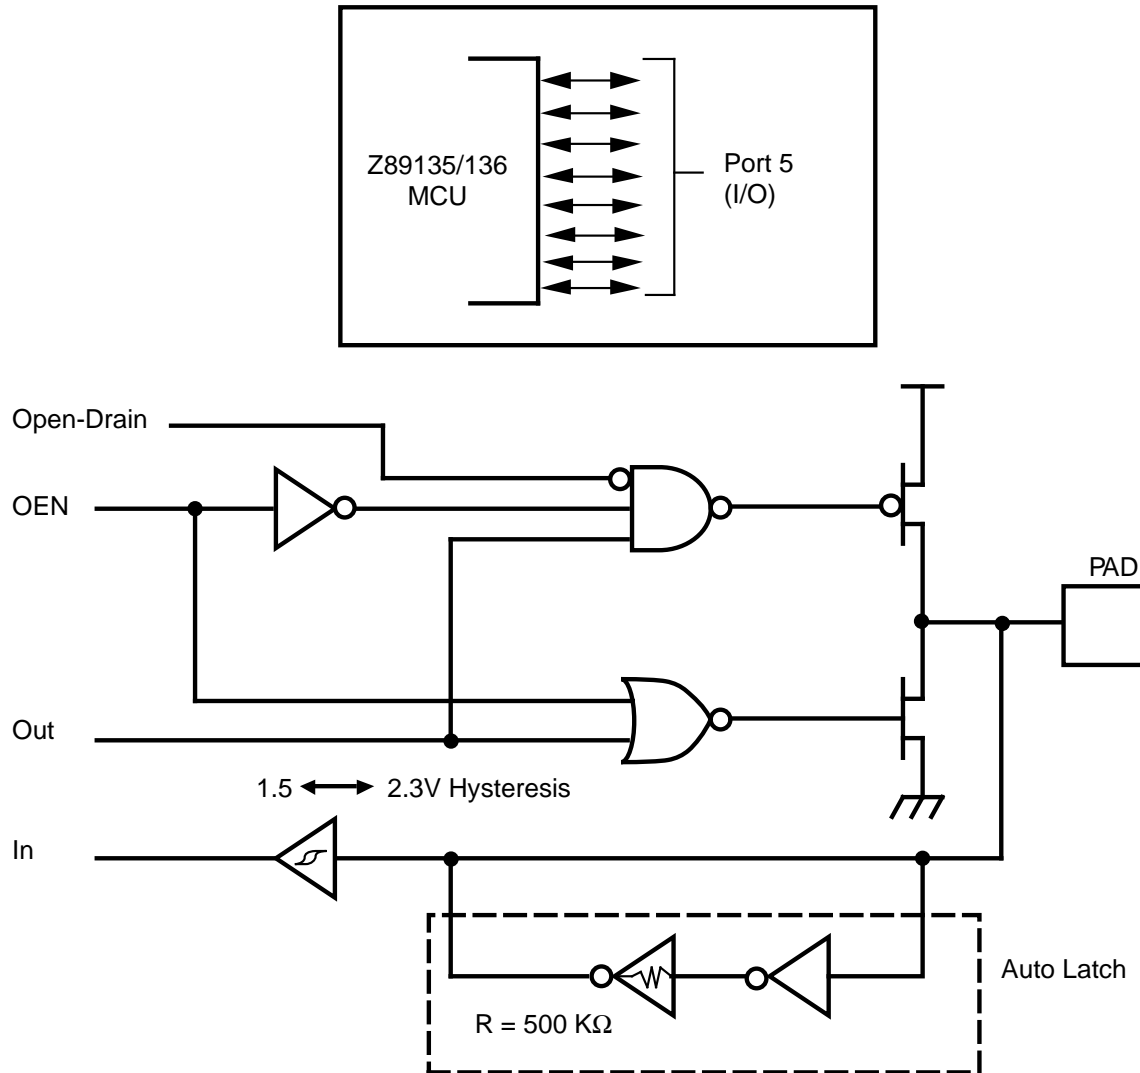 Z89135/136
MCU
Port 5
(I/O)
Open-Drain
OEN
PAD
Out
1.5 2.3V Hysteresis
In
Auto Latch
R = 500 KΩ